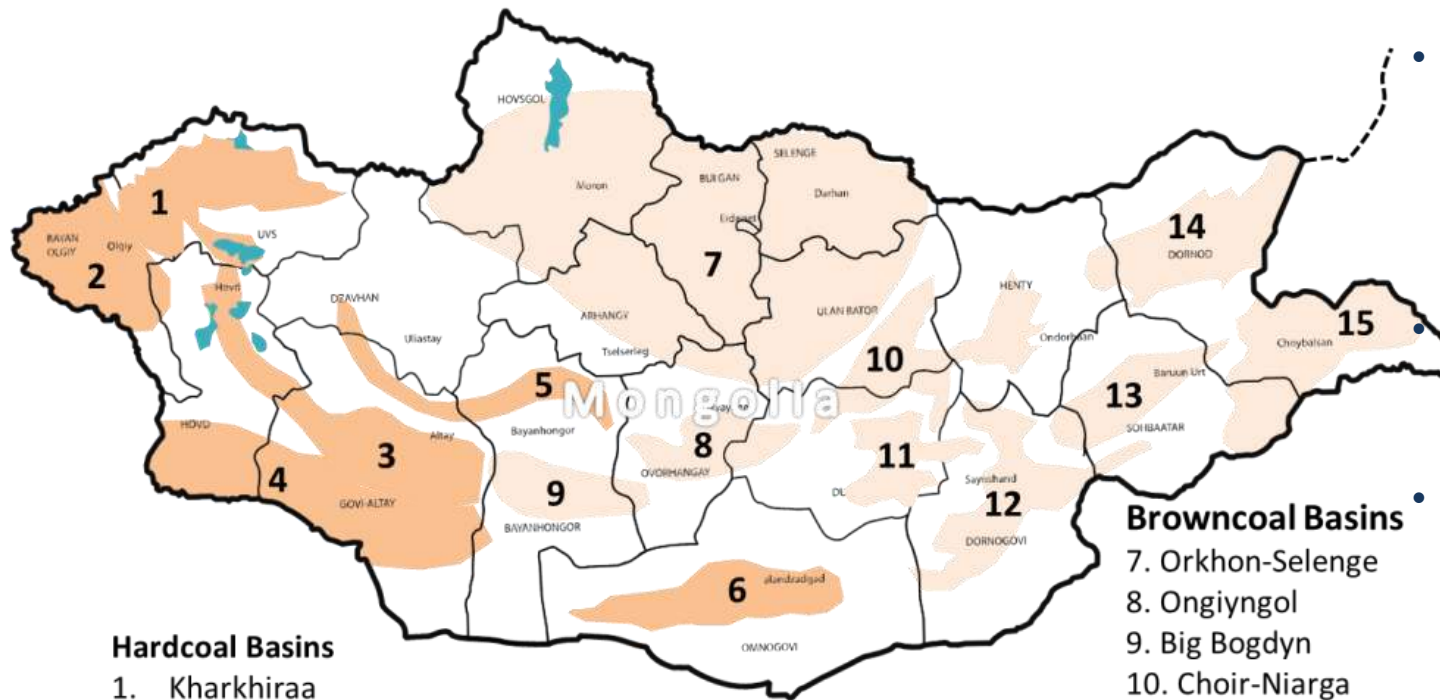 HOVSGOL
SELENGE
Moron
BULGAN
Darhan
1
Erdenet
14
BAYAN
OLGIY
Olgiy
UVS
7
DORNOD
2
Hovd
HENTY
DZAVHAN
ARHANGY
ULAN BATOR
15
Uliastay
Tselserleg
10
Ondorhaan
Choybalsan
5
Mongolia
Baruun Urt
13
HOVD
Altay
Bayanhongor
8
11
SOHBAATAR
3
OVORHANGAY
4
9
Saynshand
GOVI-ALTAY
12
BAYANHONGOR
DORNOGOVI
6
alandzadgad
OMNOGOVI
Hardcoal Basins
1. Kharkhiraa
Browncoal Basins
7. Orkhon-Selenge
8. Ongiyngol
9. Big Bogdyn
10. Choir-Niarga